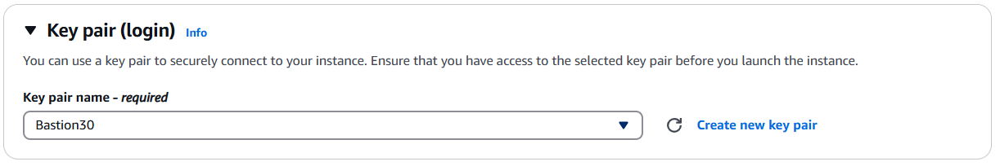 Key pair (login) Info
You can use a key pair to securely connect to your instance. Ensure that you have access to the selected key pair before you launch the instance.
Key pair name - required
Bastion30
Create new key pair